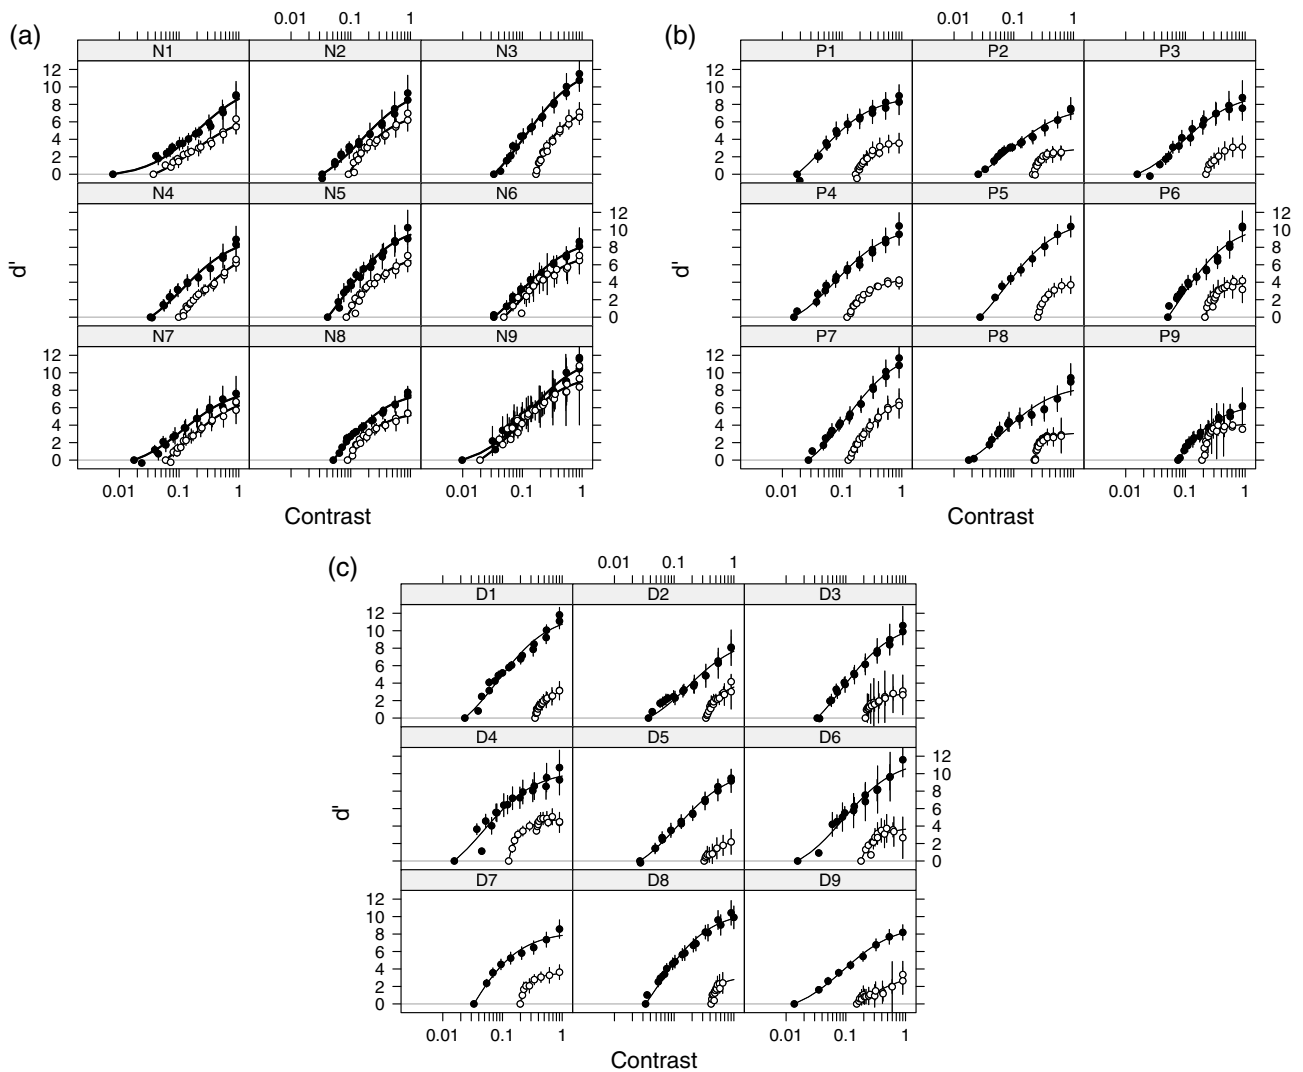 0.01 0.1 1
(a)
N1 N2 N3
12
10
8
6
4
2
0
N4 N5 N6
12
10
8
6
4
2
0
d'
N7 N8 N9
12
10
8
6
4
2
0
0.01 0.1 1 0.01 0.1 1
Contrast
0.01 0.1 1
(b)
P1 P2 P3
12
10
8
6
4
2
0
P4 P5 P6
12
10
8
6
4
2
0
d'
P7 P8 P9
12
10
8
6
4
2
0
0.01 0.1 1 0.01 0.1 1
Contrast
(c)
0.01 0.1 1
D1 D2 D3
12
10
8
6
4
2
0
D4 D5 D6
12
10
8
6
4
2
0
d'
D7 D8 D9
12
10
8
6
4
2
0
0.01 0.1 1 0.01 0.1 1
Contrast